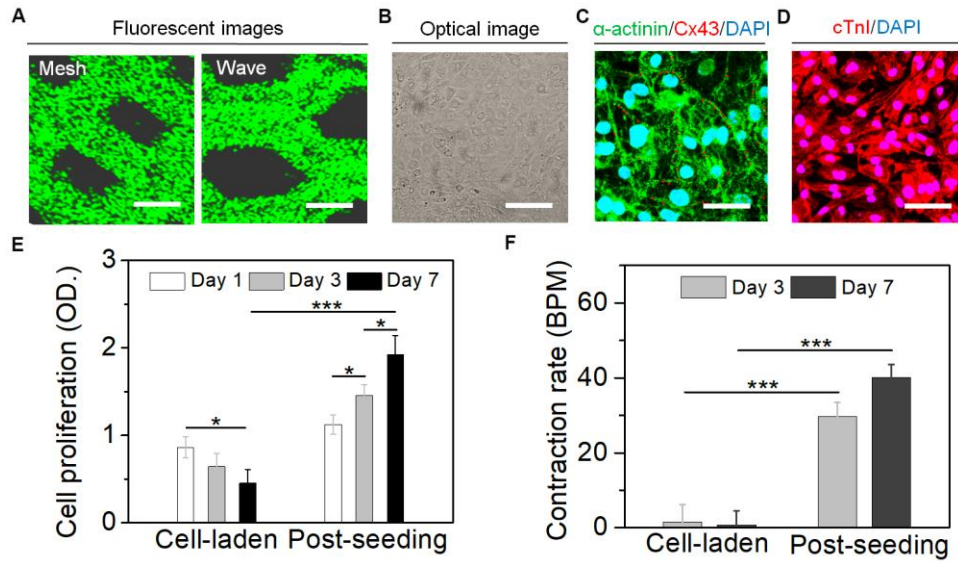 A
Fluorescent images
Mesh
Wave
B
Optical image
C
α-actinin/Cx43/DAPI
D
cTnI/DAPI
E
Cell proliferation (OD.)
3
2
1
0
Day 1
Day 3
Day 7
***
*
*
*
Cell-laden
Post-seeding
F
Contraction rate (BPM)
60
40
20
0
Day 3
Day 7
***
***
Cell-laden
Post-seeding